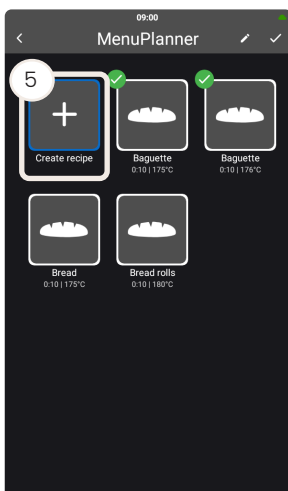 09:00
MenuPlanner
5
Create recipe
Baguette
0:10 | 175°C
Baguette
0:10 | 176°C
Bread
0:10 | 175°C
Bread rolls
0:10 | 180°C